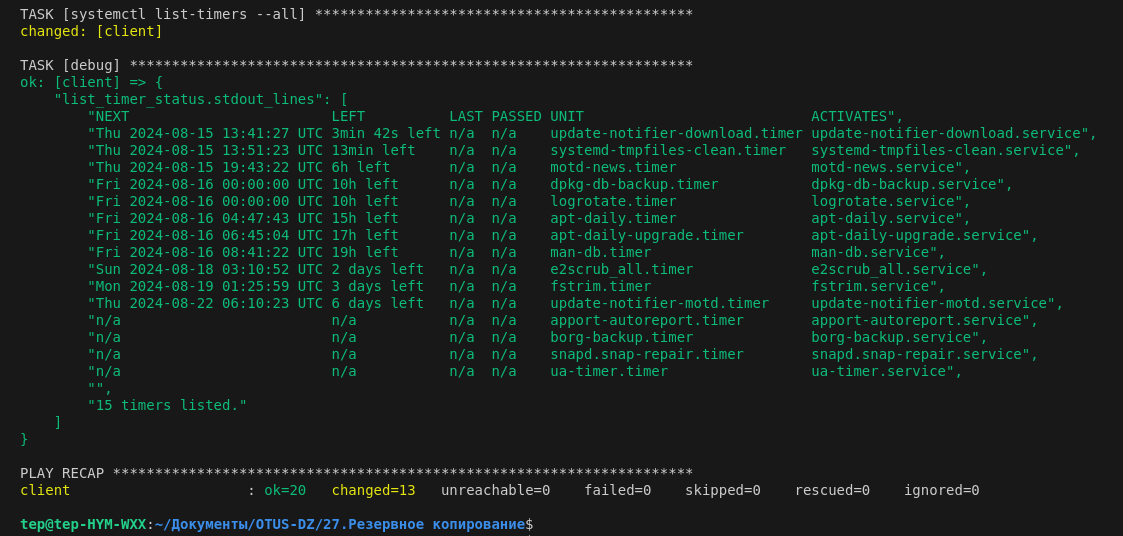 TASK [systemctl list-timers --all] *********************************************
changed: [client]
TASK [debug] *******************************************************************
ok: [client] => {
    "list_timer_status.stdout_lines": [
        "NEXT                        LEFT          LAST PASSED UNIT                           ACTIVATES",
        "Thu 2024-08-15 13:41:27 UTC 3min 42s left n/a  n/a    update-notifier-download.timer update-notifier-download.service",
        "Thu 2024-08-15 13:51:23 UTC 13min left    n/a  n/a    systemd-tmpfiles-clean.timer   systemd-tmpfiles-clean.service",
        "Thu 2024-08-15 19:43:22 UTC 6h left       n/a  n/a    motd-news.timer                motd-news.service",
        "Fri 2024-08-16 00:00:00 UTC 10h left      n/a  n/a    dpkg-db-backup.timer           dpkg-db-backup.service",
        "Fri 2024-08-16 00:00:00 UTC 10h left      n/a  n/a    logrotate.timer                logrotate.service",
        "Fri 2024-08-16 04:47:43 UTC 15h left      n/a  n/a    apt-daily.timer                apt-daily.service",
        "Fri 2024-08-16 06:45:04 UTC 17h left      n/a  n/a    apt-daily-upgrade.timer        apt-daily-upgrade.service",
        "Fri 2024-08-16 08:41:22 UTC 19h left      n/a  n/a    man-db.timer                   man-db.service",
        "Sun 2024-08-18 03:10:52 UTC 2 days left   n/a  n/a    e2scrub_all.timer              e2scrub_all.service",
        "Mon 2024-08-19 01:25:59 UTC 3 days left   n/a  n/a    fstrim.timer                   fstrim.service",
        "Thu 2024-08-22 06:10:23 UTC 6 days left   n/a  n/a    update-notifier-motd.timer     update-notifier-motd.service",
        "n/a                         n/a           n/a  n/a    apport-autoreport.timer        apport-autoreport.service",
        "n/a                         n/a           n/a  n/a    borg-backup.timer              borg-backup.service",
        "n/a                         n/a           n/a  n/a    snapd.snap-repair.timer        snapd.snap-repair.service",
        "n/a                         n/a           n/a  n/a    ua-timer.timer                 ua-timer.service",
        "",
        "15 timers listed."
    ]
}
PLAY RECAP *********************************************************************
client                     : ok=20   changed=13   unreachable=0    failed=0    skipped=0    rescued=0    ignored=0
tep@tep-HYM-WXX:~/Документы/OTUS-DZ/27.Резервное копирование$